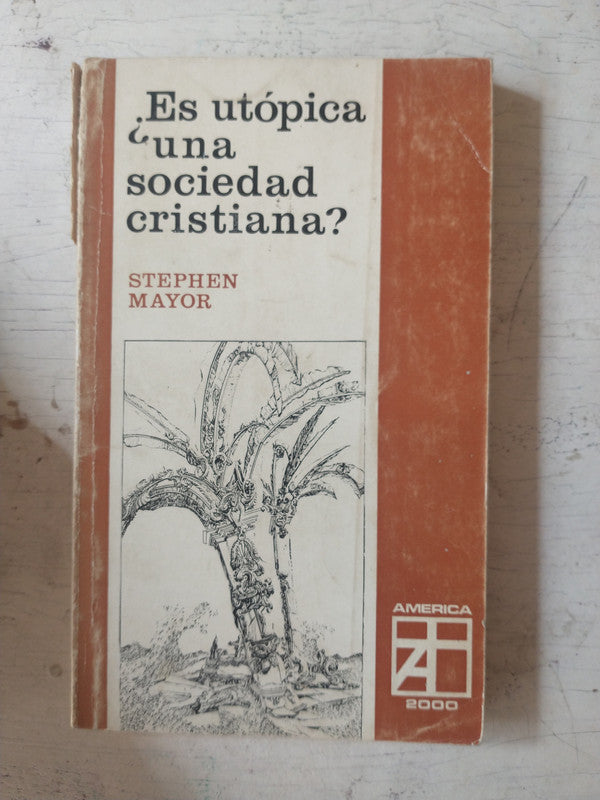 ¿Es utópica
una
sociedad
cristiana?
STEPHEN
MAYOR
AMERICA
A
2000